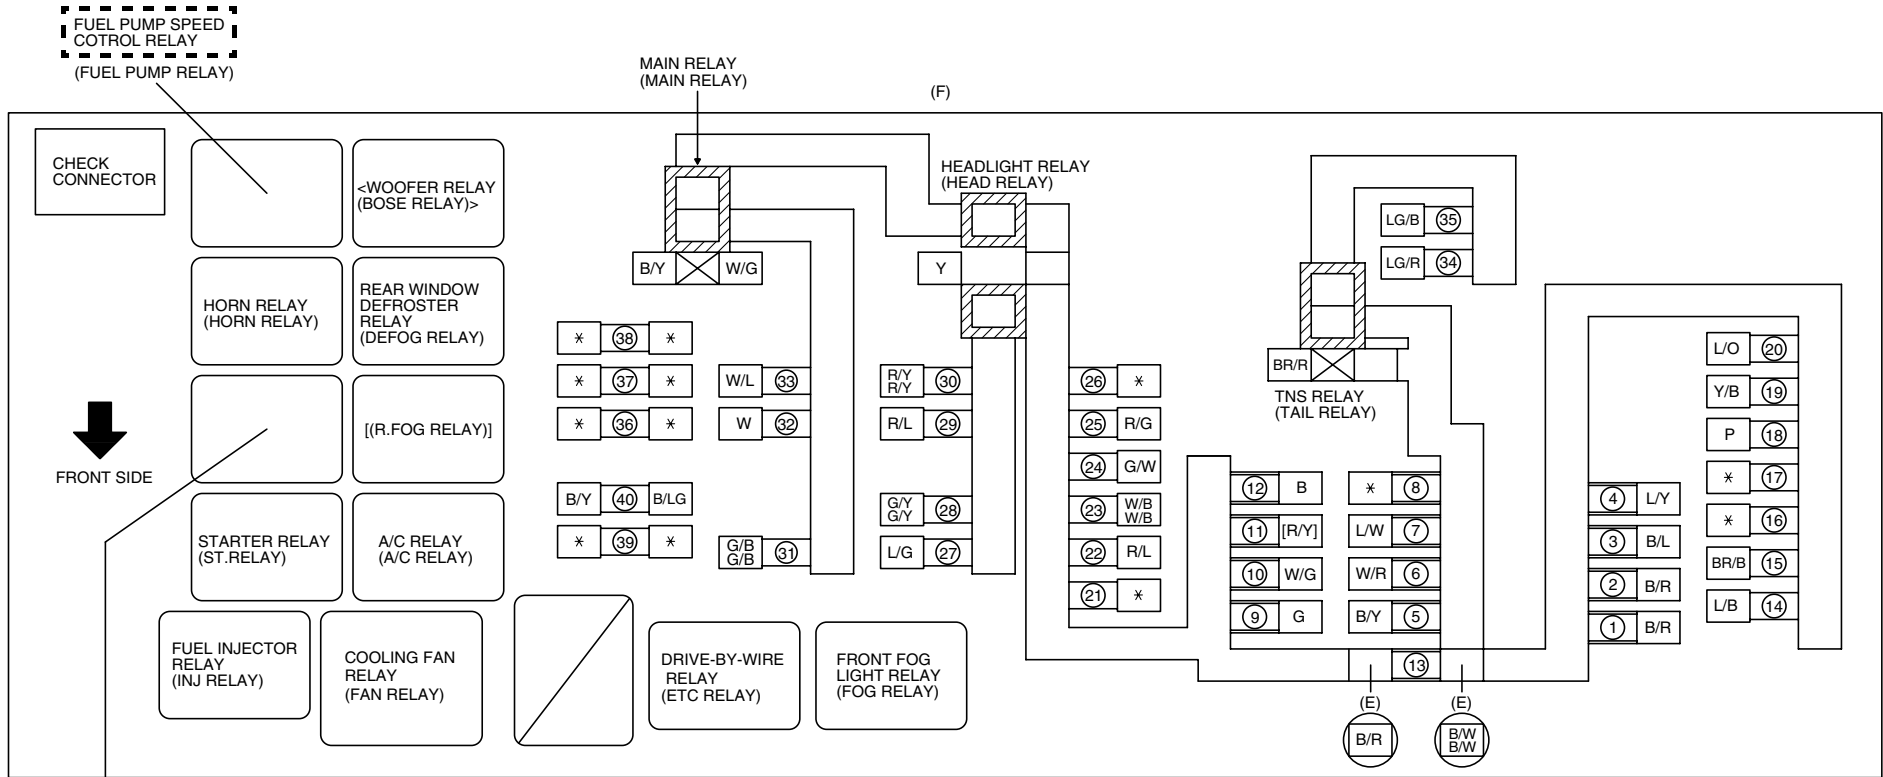 FUEL PUMP SPEED
COTROL RELAY
(FUEL PUMP RELAY)
MAIN RELAY
(MAIN RELAY)
(F)
CHECK
CONNECTOR
<WOOFER RELAY
(BOSE RELAY)>
HEADLIGHT RELAY
(HEAD RELAY)
B/Y
W/G
Y
LG/B 35
LG/R 34
HORN RELAY
(HORN RELAY)
REAR WINDOW
DEFROSTER
RELAY
(DEFOG RELAY)
BR/R
TNS RELAY
(TAIL RELAY)
FRONT SIDE
[(R.FOG RELAY)]
STARTER RELAY
(ST.RELAY)
A/C RELAY
(A/C RELAY)
* 38 *
* 37 *
* 36 *
B/Y 40 B/LG
* 39 *
W/L 33
W 32
G/B
G/B 31
R/Y
R/Y 30
R/L 29
G/Y
G/Y 28
L/G 27
26 *
25 R/G
24 G/W
23 W/B
W/B
22 R/L
21 *
12 B
11 [R/Y]
10 W/G
9 G
* 8
L/W 7
W/R 6
B/Y 5
13
4 L/Y
3 B/L
2 B/R
1 B/R
L/O 20
Y/B 19
P 18
* 17
* 16
BR/B 15
L/B 14
FUEL INJECTOR
RELAY
(INJ RELAY)
COOLING FAN
RELAY
(FAN RELAY)
DRIVE-BY-WIRE
RELAY
(ETC RELAY)
FRONT FOG
LIGHT RELAY
(FOG RELAY)
(E)
B/R
(E)
B/W
B/W